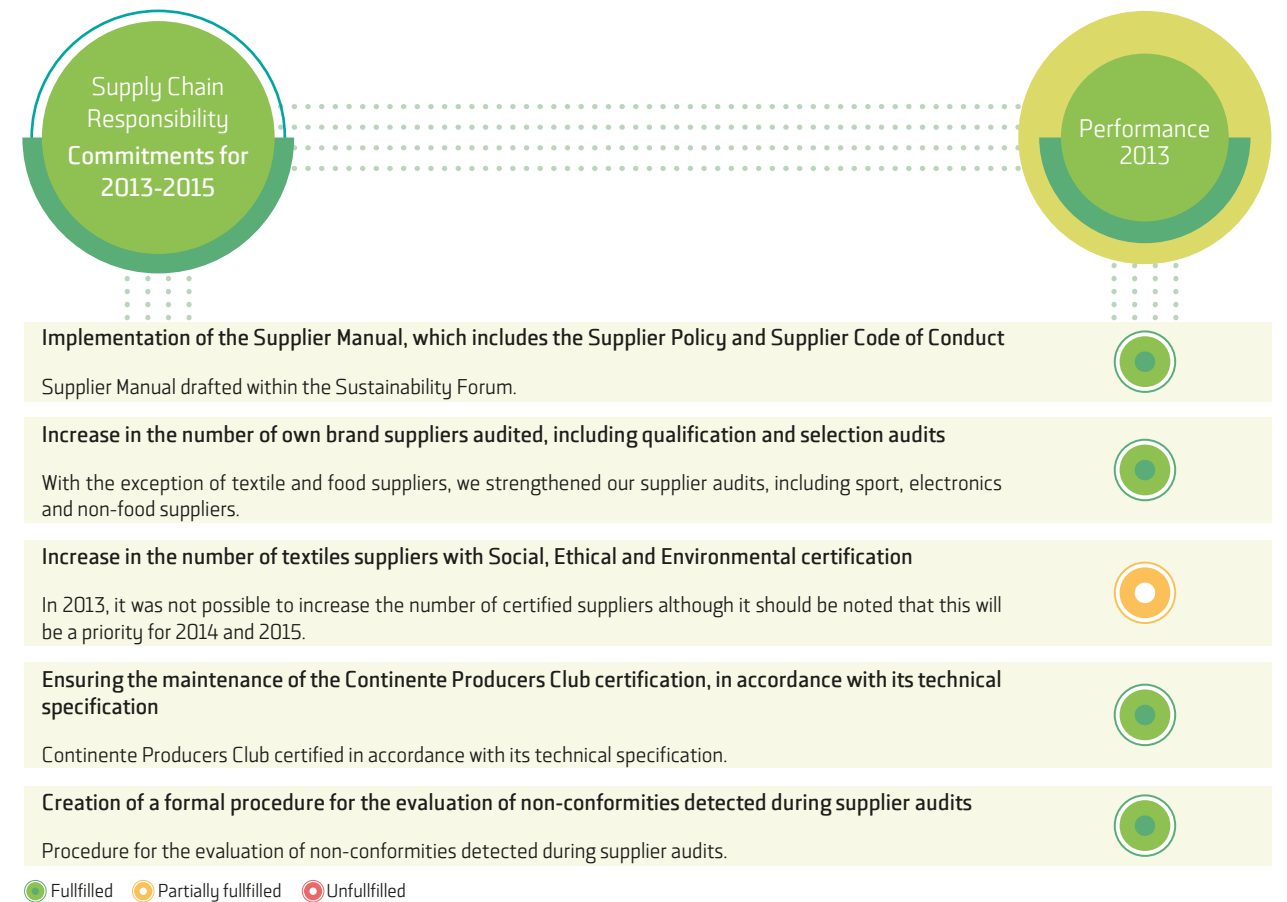 Supply Chain
Responsibility
Commitments for
2013-2015
Performance
2013
Implementation of the Supplier Manual, which includes the Supplier Policy and Supplier Code of Conduct
Supplier Manual drafted within the Sustainability Forum.
Increase in the number of own brand suppliers audited, including qualification and selection audits
With the exception of textile and food suppliers, we strengthened our supplier audits, including sport, electronics
and non-food suppliers.
Increase in the number of textiles suppliers with Social, Ethical and Environmental certification
In 2013, it was not possible to increase the number of certified suppliers although it should be noted that this will
be a priority for 2014 and 2015.
Ensuring the maintenance of the Continente Producers Club certification, in accordance with its technical
specification
Continente Producers Club certified in accordance with its technical specification.
Creation of a formal procedure for the evaluation of non-conformities detected during supplier audits
Procedure for the evaluation of non-conformities detected during supplier audits.
Fullfilled Partially fullfilled Unfullfilled